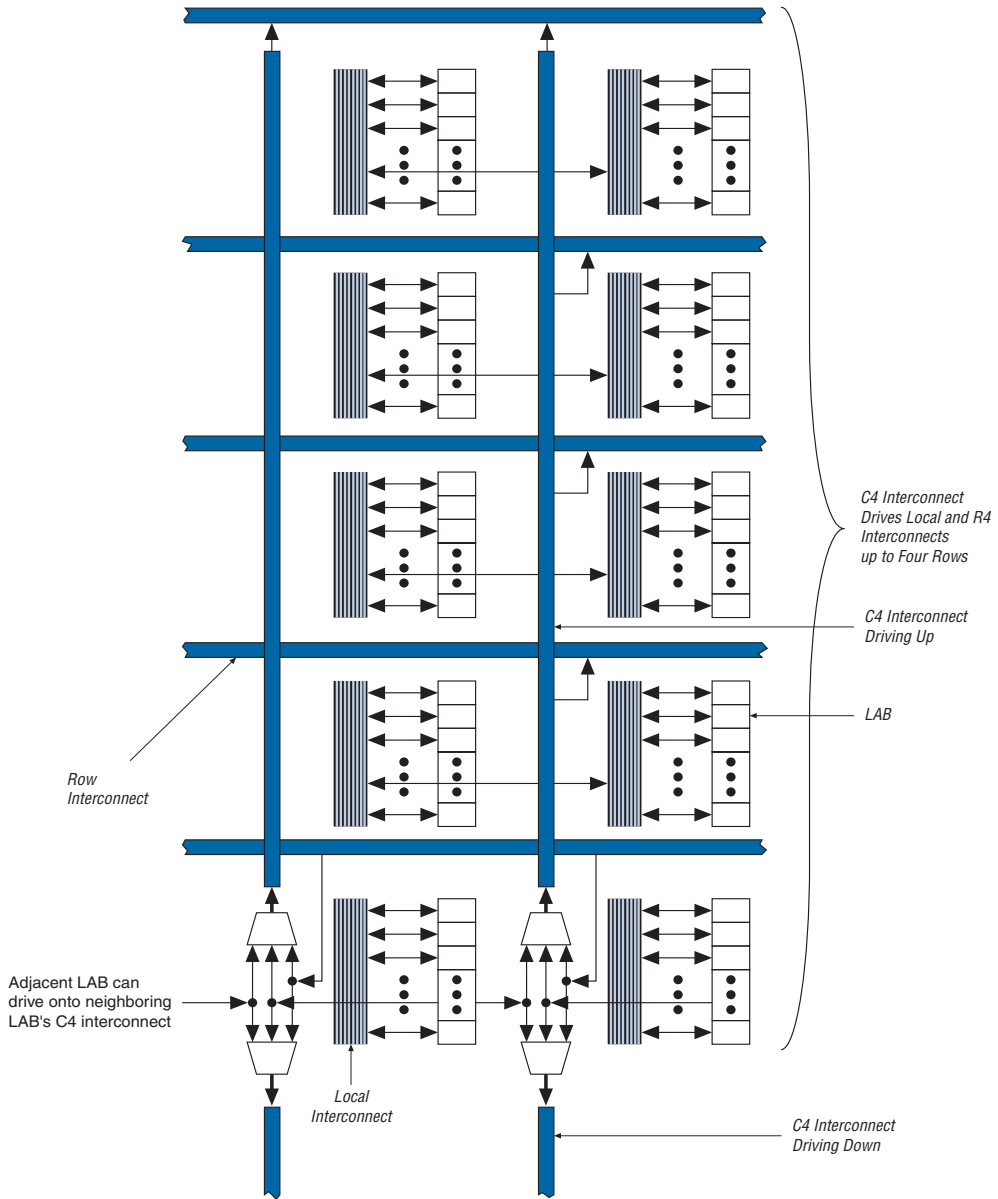 C4 Interconnect
Drives Local and R4
Interconnects
up to Four Rows
C4 Interconnect
Driving Up
LAB
Row
Interconnect
Adjacent LAB can
drive onto neighboring
LAB's C4 interconnect
Local
Interconnect
C4 Interconnect
Driving Down